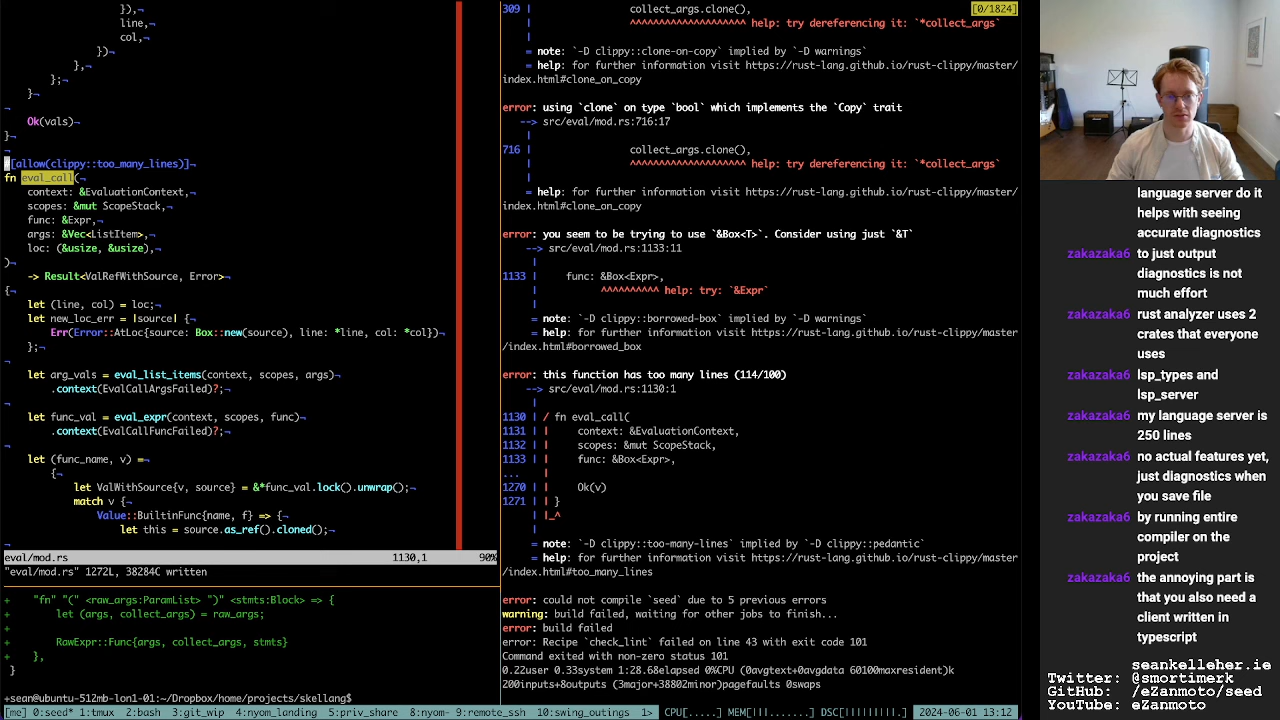 }),¬
line,¬
col,¬
})¬
},¬
};¬
}¬
¬
Ok(vals)¬
}¬
¬
#[allow(clippy::too_many_lines)]¬
fn eval_call(¬
context: &EvaluationContext,¬
scopes: &mut ScopeStack,¬
func: &Expr,¬
args: &Vec<ListItem>,¬
loc: (&usize, &usize),¬
)¬
-> Result<ValRefWithSource, Error>¬
{¬
let (line, col) = loc;¬
let new_loc_err = |source| {¬
Err(Error::AtLoc{source: Box::new(source), line: *line, col: *col})¬
};¬
¬
let arg_vals = eval_list_items(context, scopes, args)¬
.context(EvalCallArgsFailed)?;¬
¬
let func_val = eval_expr(context, scopes, func)¬
.context(EvalCallFuncFailed)?;¬
¬
let (func_name, v) =¬
{¬
let ValWithSource{v, source} = &*func_val.lock().unwrap();¬
match v {¬
Value::BuiltinFunc{name, f} => {¬
let this = source.as_ref().cloned();¬
¬
eval/mod.rs 1130,1 90%
"eval/mod.rs" 1272L, 38284C written
+ "fn" "(" <raw_args:ParamList> ")" <stmts:Block> => {
+ let (args, collect_args) = raw_args;
+
+ RawExpr::Func{args, collect_args, stmts}
+ },
}
+sean@ubuntu-512mb-lon1-01:~/Dropbox/home/projects/skellang$
[0/1824]
309 | collect_args.clone(),
| ^^^^^^^^^^^^^^^^^^^^ help: try dereferencing it: `*collect_args`
|
= note: `-D clippy::clone-on-copy` implied by `-D warnings`
= help: for further information visit https://rust-lang.github.io/rust-clippy/master/
index.html#clone_on_copy
error: using `clone` on type `bool` which implements the `Copy` trait
--> src/eval/mod.rs:716:17
|
716 | collect_args.clone(),
| ^^^^^^^^^^^^^^^^^^^^ help: try dereferencing it: `*collect_args`
|
= help: for further information visit https://rust-lang.github.io/rust-clippy/master/
index.html#clone_on_copy
error: you seem to be trying to use `&Box<T>`. Consider using just `&T`
--> src/eval/mod.rs:1133:11
|
1133 | func: &Box<Expr>,
| ^^^^^^^^^^ help: try: `&Expr`
|
= note: `-D clippy::borrowed-box` implied by `-D warnings`
= help: for further information visit https://rust-lang.github.io/rust-clippy/master
/index.html#borrowed_box
error: this function has too many lines (114/100)
--> src/eval/mod.rs:1130:1
|
1130 | / fn eval_call(
1131 | | context: &EvaluationContext,
1132 | | scopes: &mut ScopeStack,
1133 | | func: &Box<Expr>,
... |
1270 | | Ok(v)
1271 | | }
| |_^
|
= note: `-D clippy::too-many-lines` implied by `-D clippy::pedantic`
= help: for further information visit https://rust-lang.github.io/rust-clippy/master
/index.html#too_many_lines
error: could not compile `seed` due to 5 previous errors
warning: build failed, waiting for other jobs to finish...
error: build failed
error: Recipe `check_lint` failed on line 43 with exit code 101
Command exited with non-zero status 101
0.22user 0.33system 1:28.68elapsed 0%CPU (0avgtext+0avgdata 60100maxresident)k
200inputs+8outputs (3major+38802minor)pagefaults 0swaps
language server do it
helps with seeing
accurate diagnostics
zakazaka6 to just output
diagnostics is not
much effort
zakazaka6 rust analyzer uses 2
crates that everyone
uses
zakazaka6 lsp_types and
lsp_server
zakazaka6 my language server is
250 lines
zakazaka6 no actual features yet,
just diagnostics when
you save file
zakazaka6 by running entire
compiler on the
project
zakazaka6 the annoying part is
that you also need a
client written in
typescript
seankelleher.ie
Twitter: @smortaleck
GitHub: /ezanmoto
YouTube: @ezanmoto
[me] 0:seed* 1:tmux 2:bash 3:git_wip 4:nyom_landing 5:priv_share 8:nyom- 9:remote_ssh 10:swing_outings 1> CPU[.....] MEM[|||.......] DSC[||||||||.] 2024-06-01 13:12